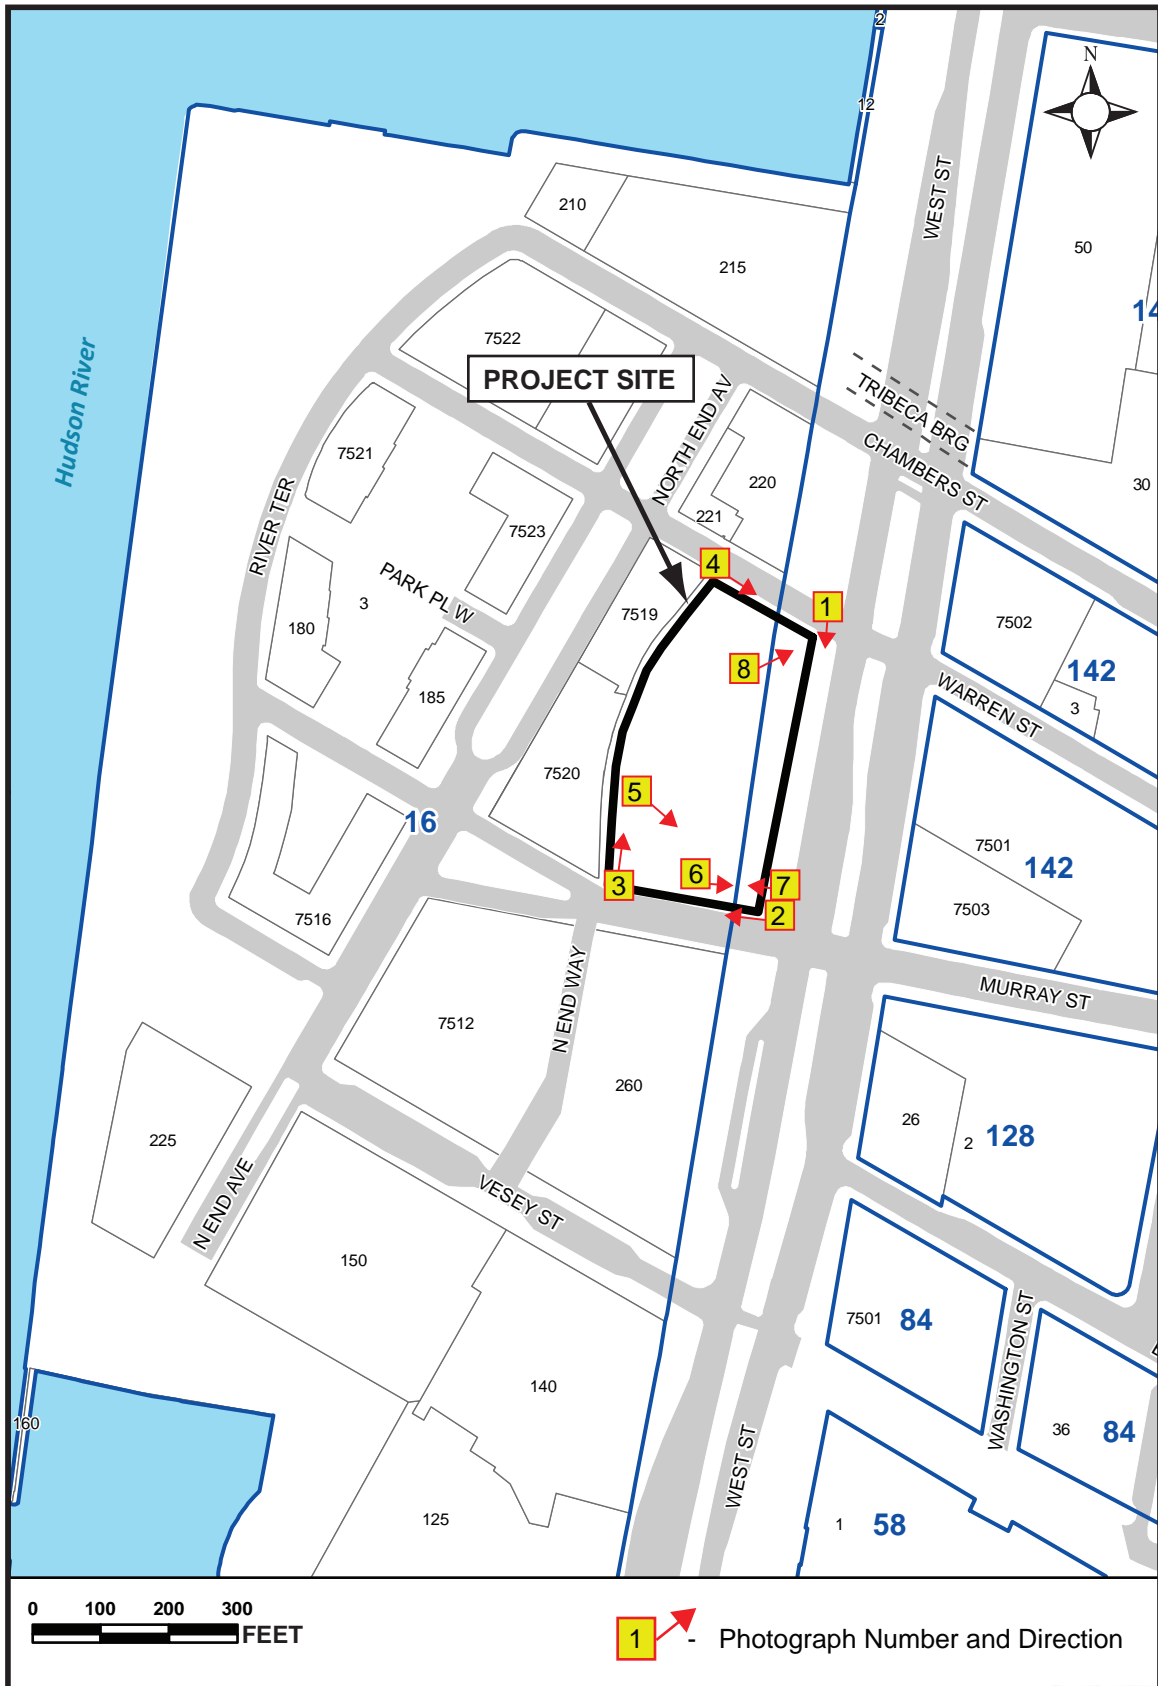 2
12
N
WEST ST
210
50
215
14
Hudson River
7522
PROJECT SITE
TRIBECA BRG
NORTH END AV
CHAMBERS ST
7521
220
30
221
7523
RIVER TER
4
PARK PL W
3
1
7519
7502
180
8
142
185
3
WARREN ST
7520
5
16
7501
142
6
7
3
7503
2
7516
MURRAY ST
N END WAY
7512
260
26
2
128
225
VESEY ST
N END AVE
150
7501
84
WASHINGTON ST
140
160
36
84
WEST ST
125
1
58
0 100 200 300
FEET
1 - Photograph Number and Direction